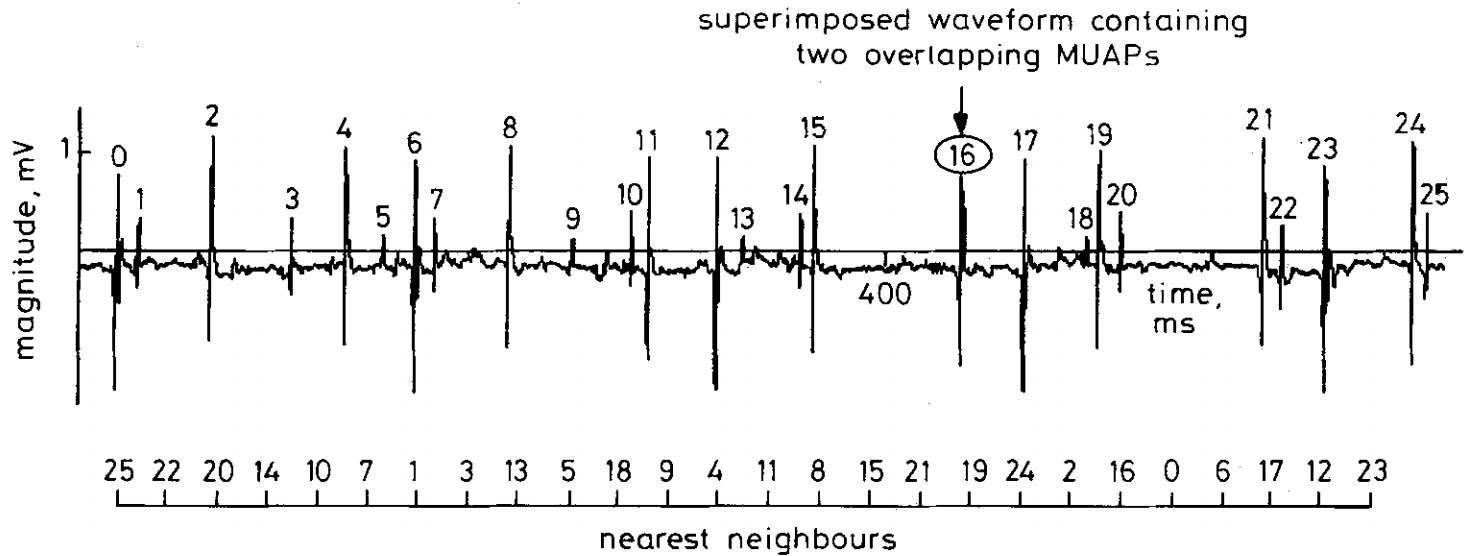 superimposed waveform containing
two overlapping MUAPs
magnitude, mV
1
0 1 2 3 4 5 6 7 8 9 10 11 12 13 14 15 16 17 18 19 20 21 22 23 24 25
400
time,
ms
25 22 20 14 10 7 1 3 13 5 18 9 4 11 8 15 21 19 24 2 16 0 6 17 12 23
nearest neighbours